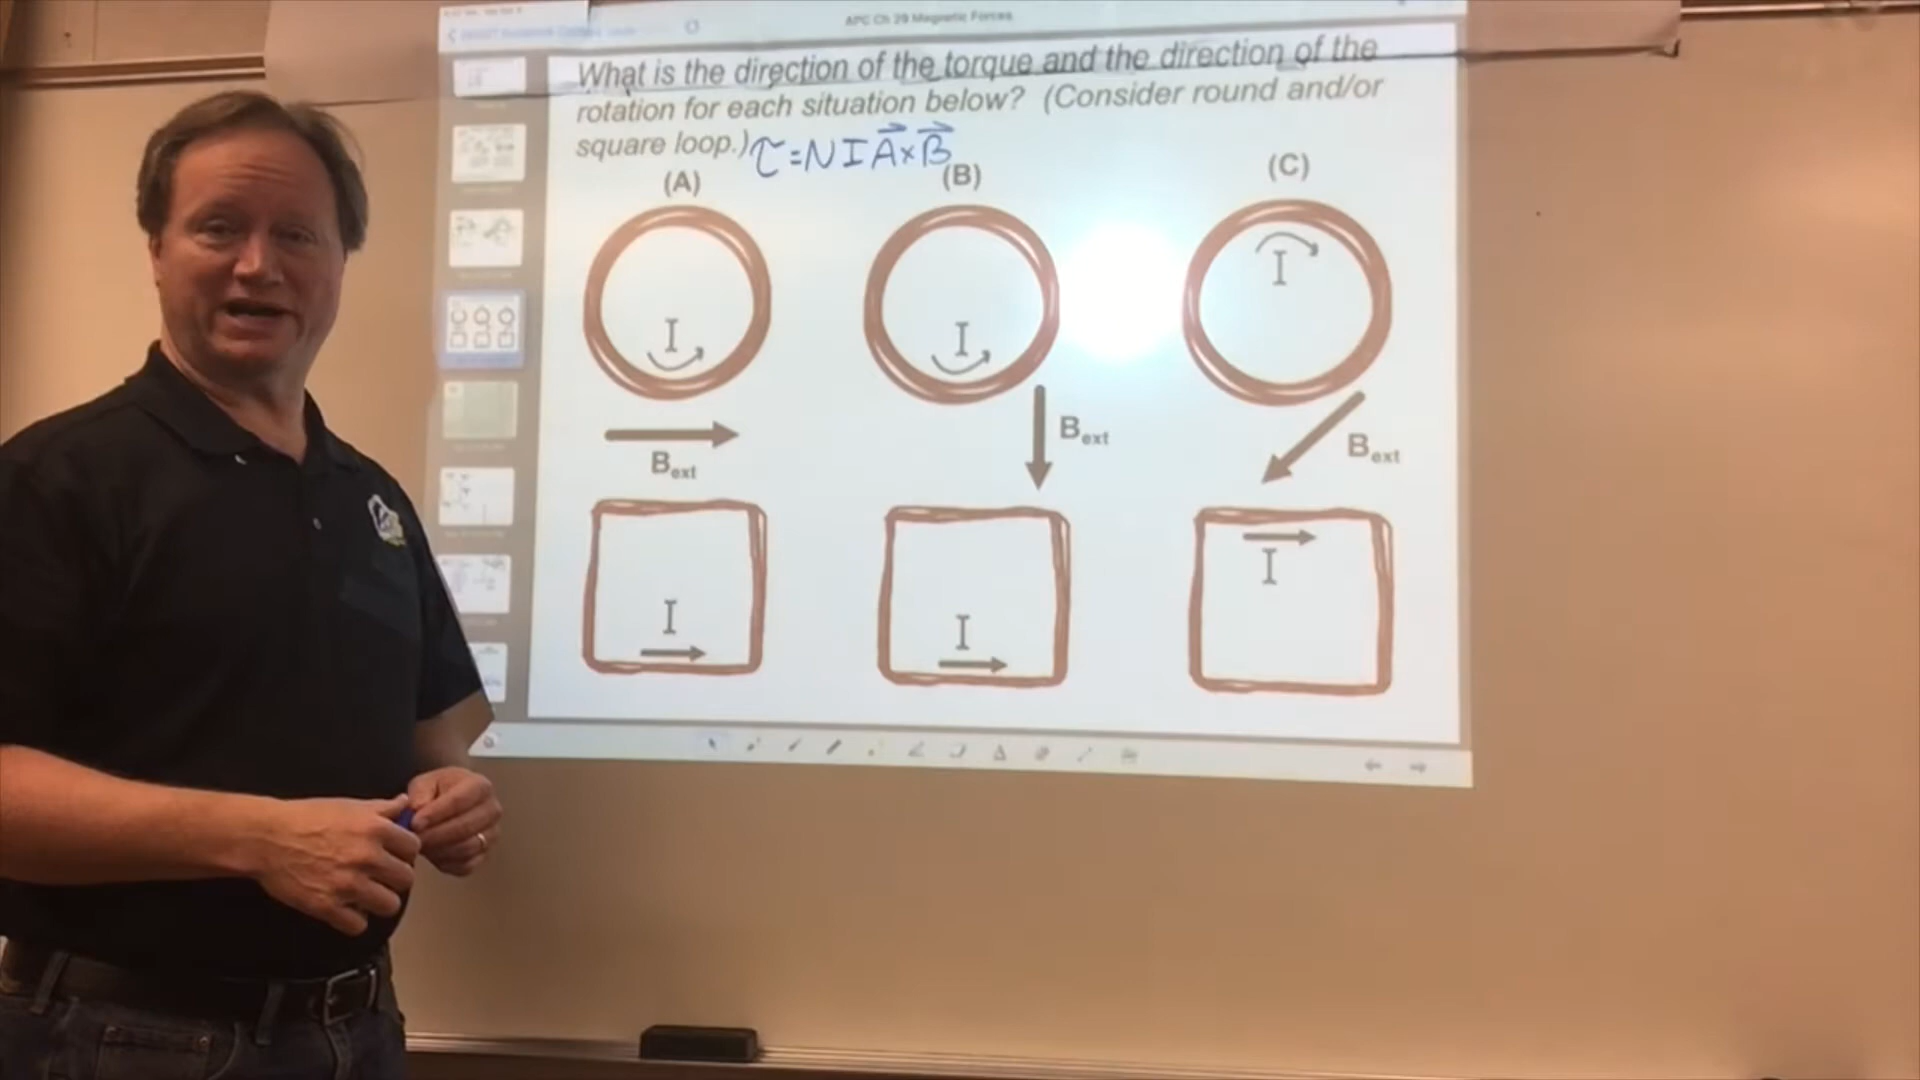 APC Ch 29 Magnetic Forces
What is the direction of the torque and the direction of the
rotation for each situation below? (Consider round and/or
square loop.) τ = N I A⃗ × B⃗
(A)
(B)
(C)
I
I
I
Bext
Bext
Bext
I
I
I